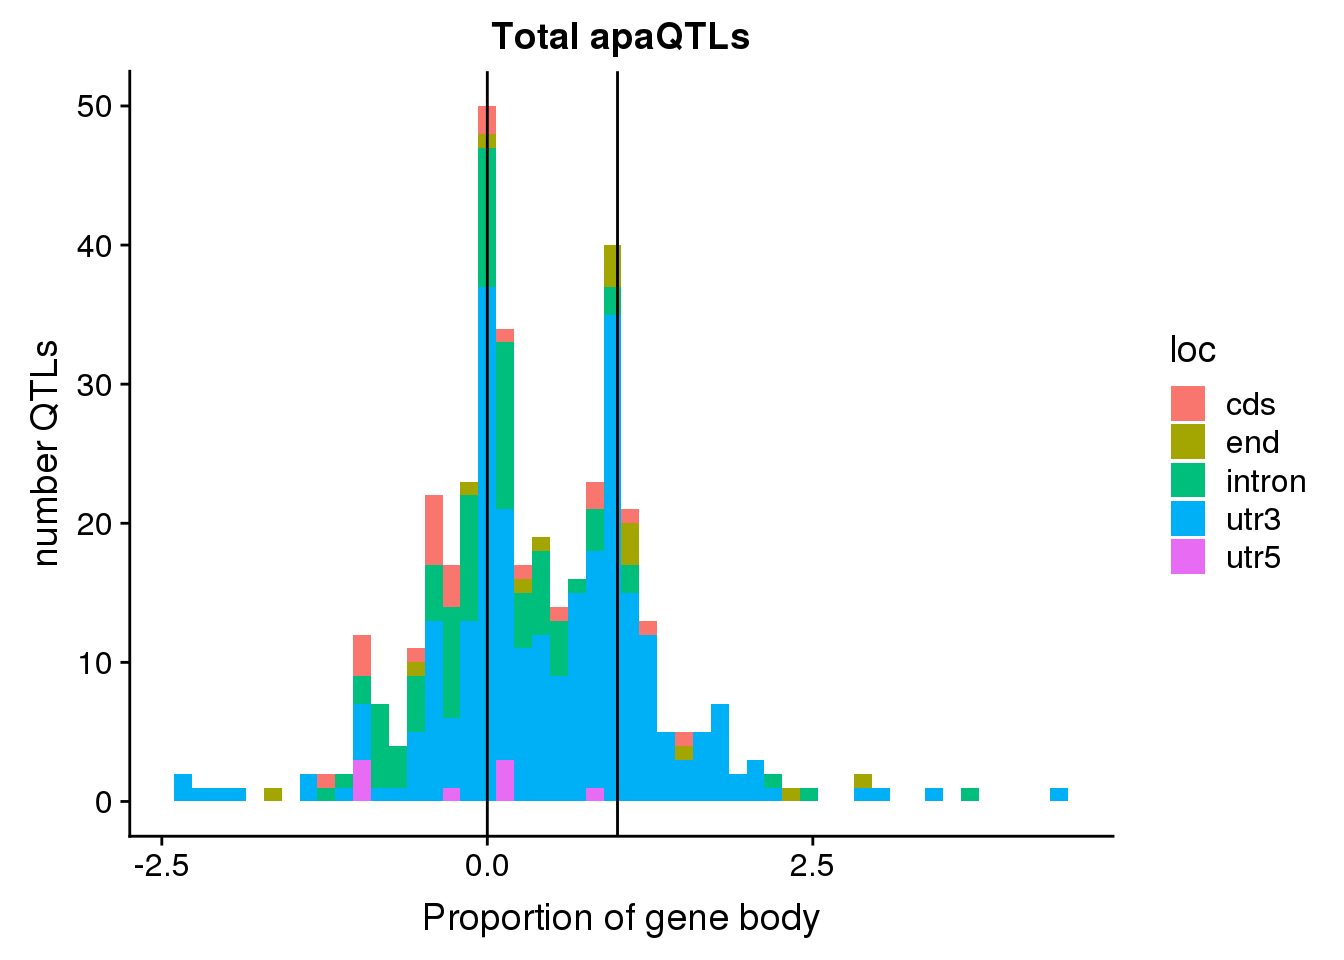 Total apaQTLs
50
40
30
20
10
0
number QTLs
-2.5
0.0
2.5
Proportion of gene body
loc
cds
end
intron
utr3
utr5